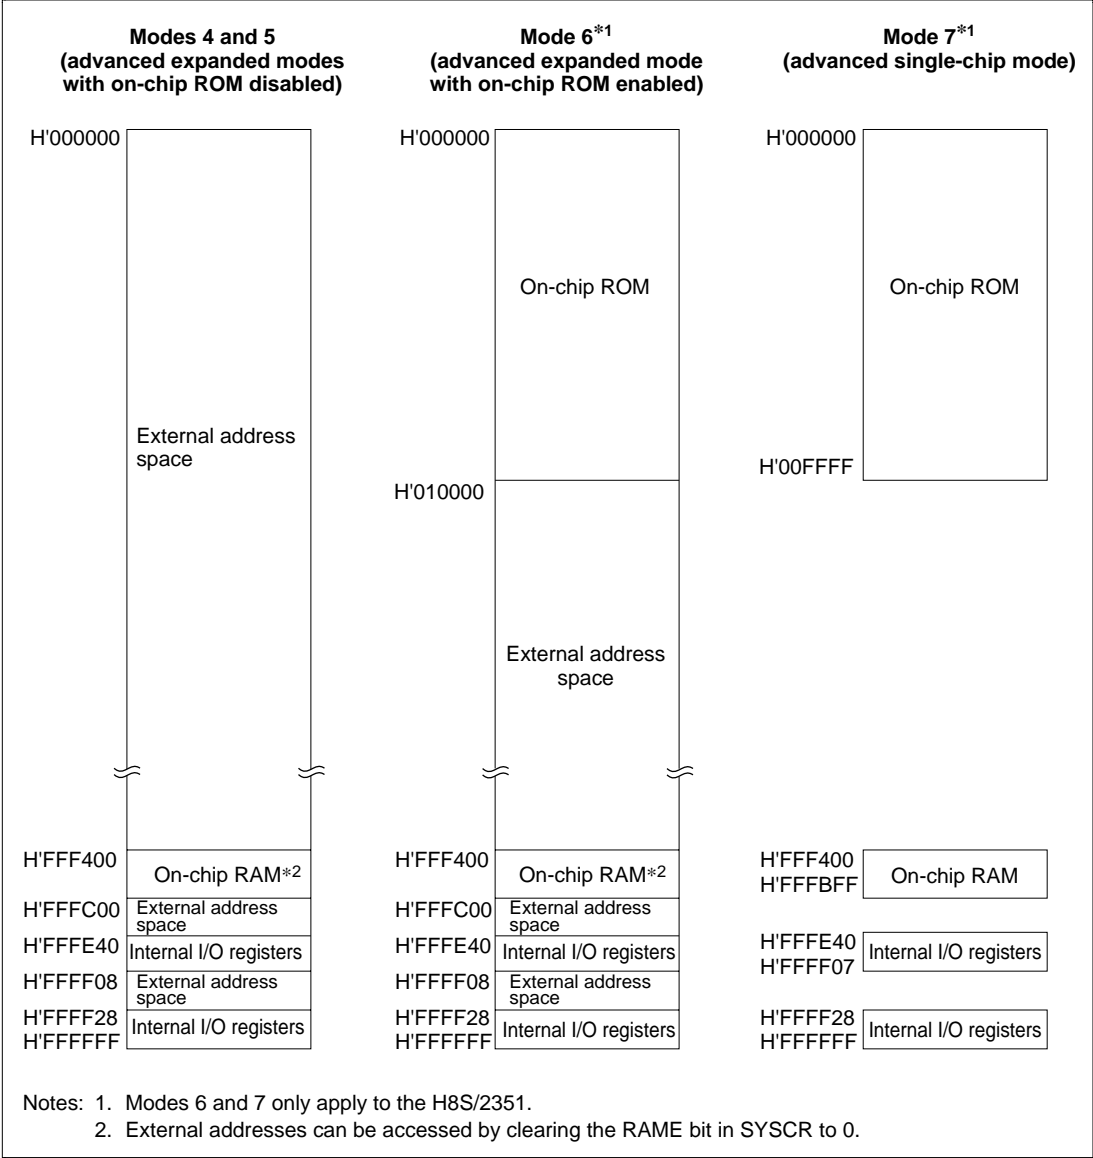 Modes 4 and 5
(advanced expanded modes
with on-chip ROM disabled)
H'000000
External address
space
H'FFF400
On-chip RAM*2
H'FFFC00
External address
space
H'FFFE40
Internal I/O registers
H'FFFF08
External address
space
H'FFFF28
Internal I/O registers
H'FFFFFF
Mode 6*1
(advanced expanded mode
with on-chip ROM enabled)
H'000000
On-chip ROM
H'010000
External address
space
H'FFF400
On-chip RAM*2
H'FFFC00
External address
space
H'FFFE40
Internal I/O registers
H'FFFF08
External address
space
H'FFFF28
Internal I/O registers
H'FFFFFF
Mode 7*1
(advanced single-chip mode)
H'000000
On-chip ROM
H'00FFFF
H'FFF400
On-chip RAM
H'FFFBFF
H'FFFE40
Internal I/O registers
H'FFFF07
H'FFFF28
Internal I/O registers
H'FFFFFF
Notes: 1. Modes 6 and 7 only apply to the H8S/2351.
2. External addresses can be accessed by clearing the RAME bit in SYSCR to 0.